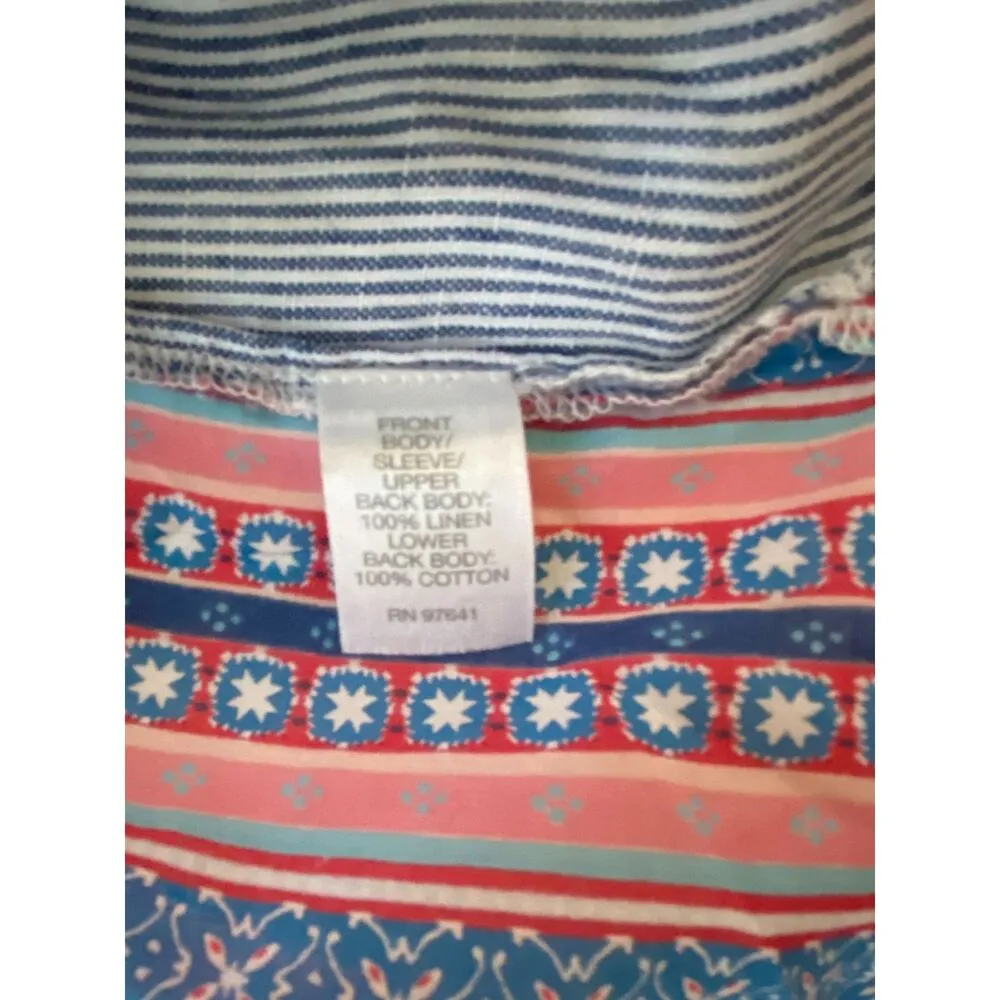 FRONT
BODY/
SLEEVE/
UPPER
BACK BODY:
100% LINEN
LOWER
BACK BODY:
100% COTTON
RN 97641